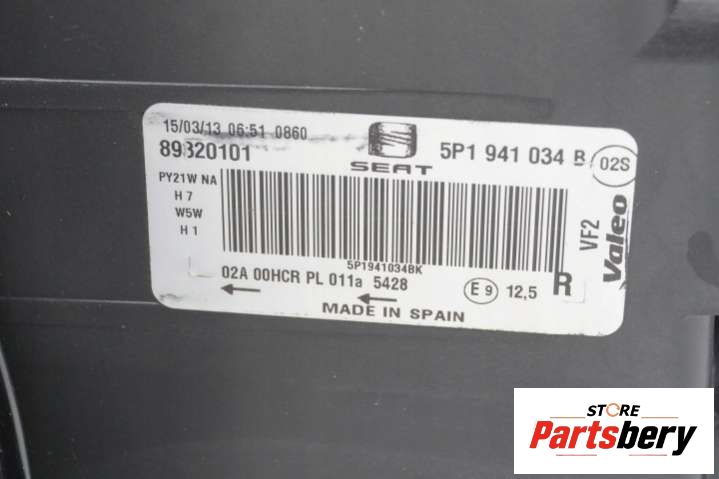 15/03/13 06:51 0860
89820101
SEAT
5P1 941 034 B
02S
PY21W NA
H 7
W5W
H 1
5P1941034BK
VF2
Valeo
02A 00HCR PL 011a 5428
E 9 12,5
R
MADE IN SPAIN
STORE
Partsbery